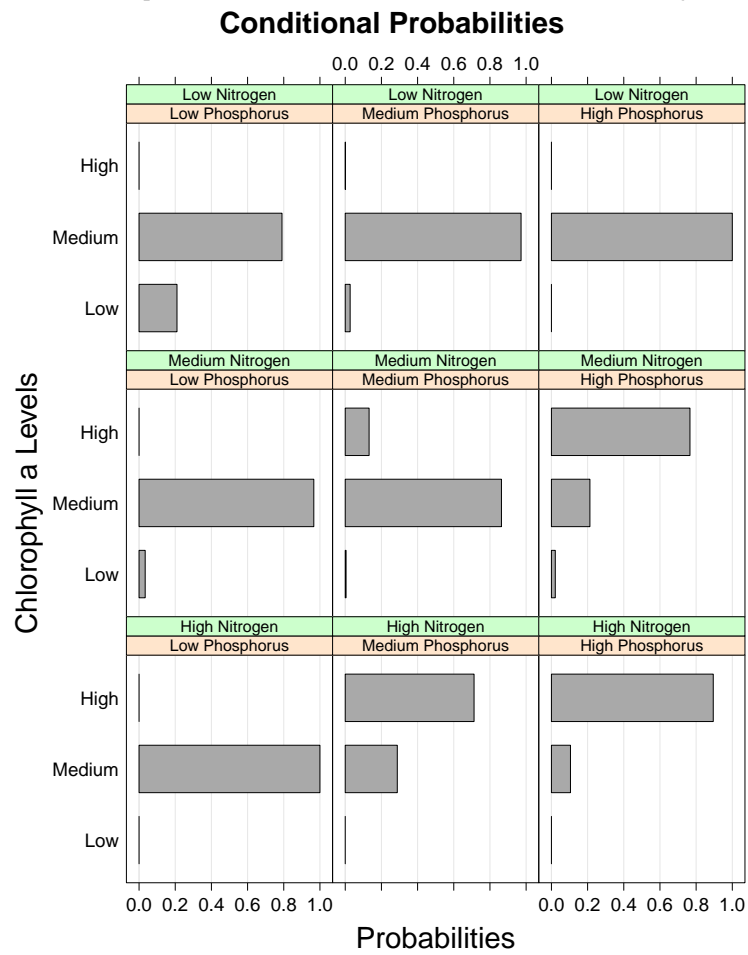 Conditional Probabilities
0.0 0.2 0.4 0.6 0.8 1.0
Low Nitrogen Low Nitrogen Low Nitrogen
Low Phosphorus Medium Phosphorus High Phosphorus
High
Medium
Low
Medium Nitrogen Medium Nitrogen Medium Nitrogen
Low Phosphorus Medium Phosphorus High Phosphorus
High
Medium
Low
Chlorophyll a Levels
High Nitrogen High Nitrogen High Nitrogen
Low Phosphorus Medium Phosphorus High Phosphorus
High
Medium
Low
0.0 0.2 0.4 0.6 0.8 1.0 0.0 0.2 0.4 0.6 0.8 1.0
Probabilities